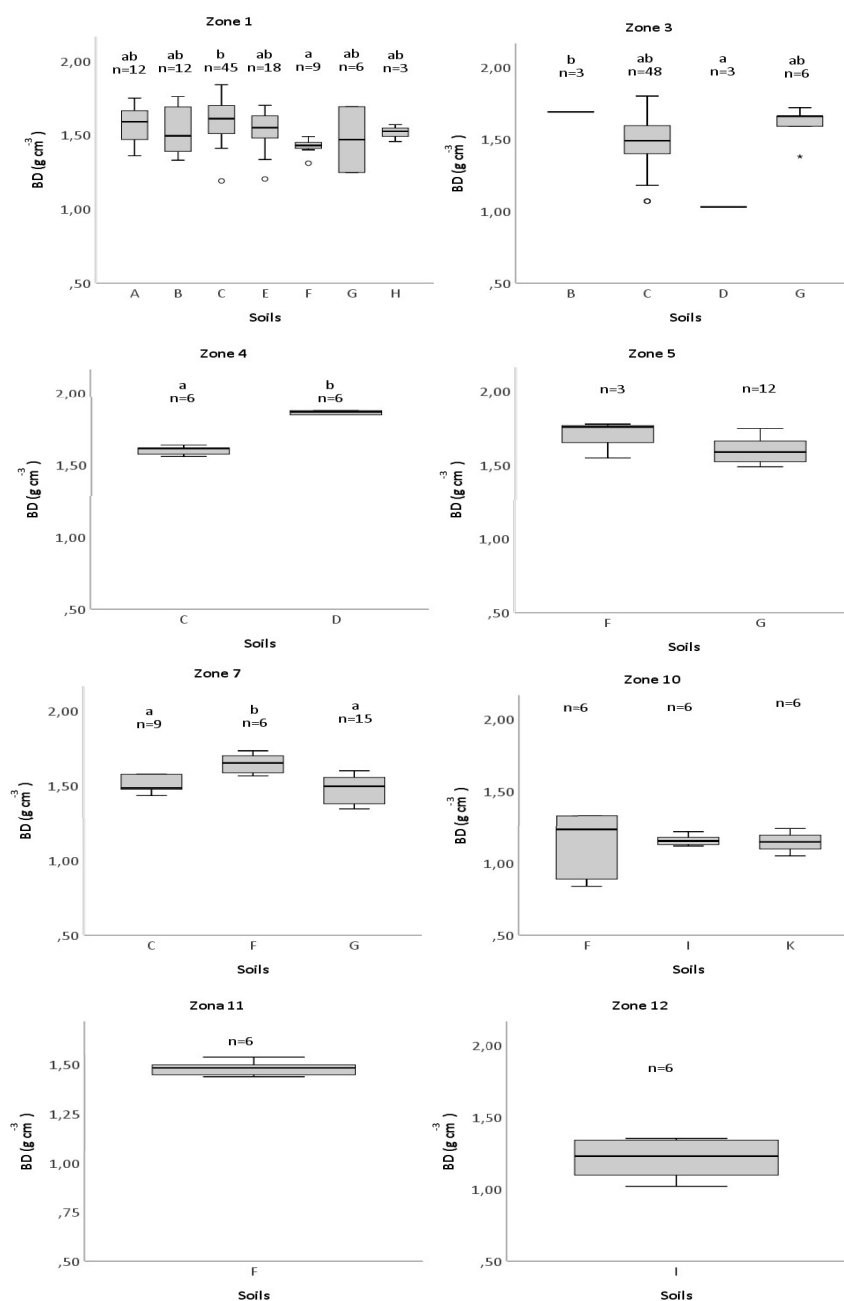 Zone 1
ab ab b ab a ab ab
n=12 n=12 n=45 n=18 n=9 n=6 n=3
2,00
1,50
1,00
,50
BD (g cm⁻³)
A B C E F G H
Soils
Zone 3
b ab a ab
n=3 n=48 n=3 n=6
2,00
1,50
1,00
,50
BD (g cm⁻³)
B C D G
Soils
Zone 4
a b
n=6 n=6
2,00
1,50
1,00
,50
BD (g cm⁻³)
C D
Soils
Zone 5
n=3 n=12
2,00
1,50
1,00
,50
BD (g cm⁻³)
F G
Soils
Zone 7
a b a
n=9 n=6 n=15
2,00
1,50
1,00
,50
BD (g cm⁻³)
C F G
Soils
Zone 10
n=6 n=6 n=6
2,00
1,50
1,00
,50
BD (g cm⁻³)
F I K
Soils
Zona 11
n=6
1,50
1,25
1,00
,75
,50
BD (g cm⁻³)
F
Soils
Zone 12
n=6
2,00
1,50
1,00
,50
BD (g cm⁻³)
I
Soils